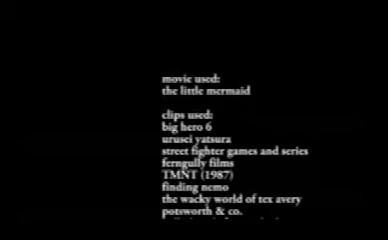 movie used:
the little mermaid
clips used:
big hero 6
urusei yatsura
street fighter games and series
ferngully films
TMNT (1987)
finding nemo
the wacky world of tex avery
potsworth & co.